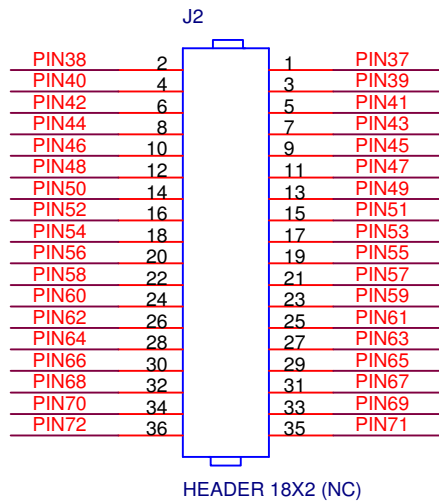 J2
PIN38 2 1 PIN37
PIN40 4 3 PIN39
PIN42 6 5 PIN41
PIN44 8 7 PIN43
PIN46 10 9 PIN45
PIN48 12 11 PIN47
PIN50 14 13 PIN49
PIN52 16 15 PIN51
PIN54 18 17 PIN53
PIN56 20 19 PIN55
PIN58 22 21 PIN57
PIN60 24 23 PIN59
PIN62 26 25 PIN61
PIN64 28 27 PIN63
PIN66 30 29 PIN65
PIN68 32 31 PIN67
PIN70 34 33 PIN69
PIN72 36 35 PIN71
HEADER 18X2 (NC)